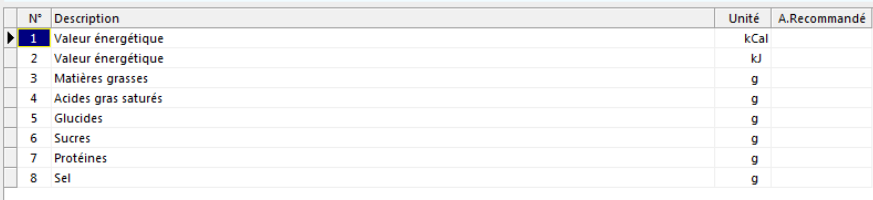 N° Description Unité A.Recommandé
1 Valeur énergétique kCal
2 Valeur énergétique kJ
3 Matières grasses g
4 Acides gras saturés g
5 Glucides g
6 Sucres g
7 Protéines g
8 Sel g